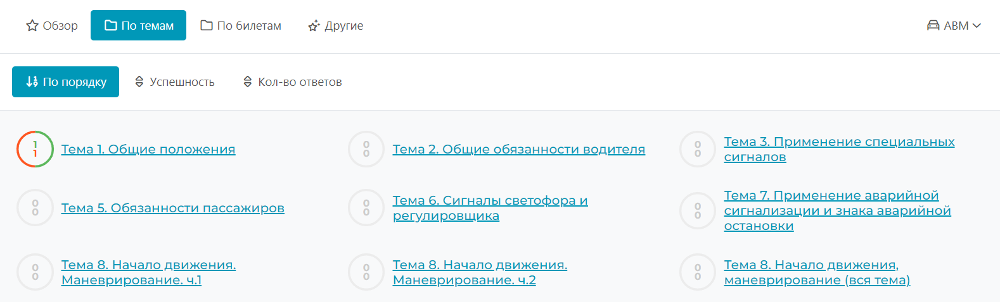 Обзор
По темам
По билетам
Другие
АВМ
По порядку
Успешность
Кол-во ответов
1
1
Тема 1. Общие положения
0
0
Тема 2. Общие обязанности водителя
0
0
Тема 3. Применение специальных
сигналов
0
0
Тема 5. Обязанности пассажиров
0
0
Тема 6. Сигналы светофора и
регулировщика
0
0
Тема 7. Применение аварийной
сигнализации и знака аварийной
остановки
0
0
Тема 8. Начало движения.
Маневрирование. ч.1
0
0
Тема 8. Начало движения.
Маневрирование. ч.2
0
0
Тема 8. Начало движения,
маневрирование (вся тема)